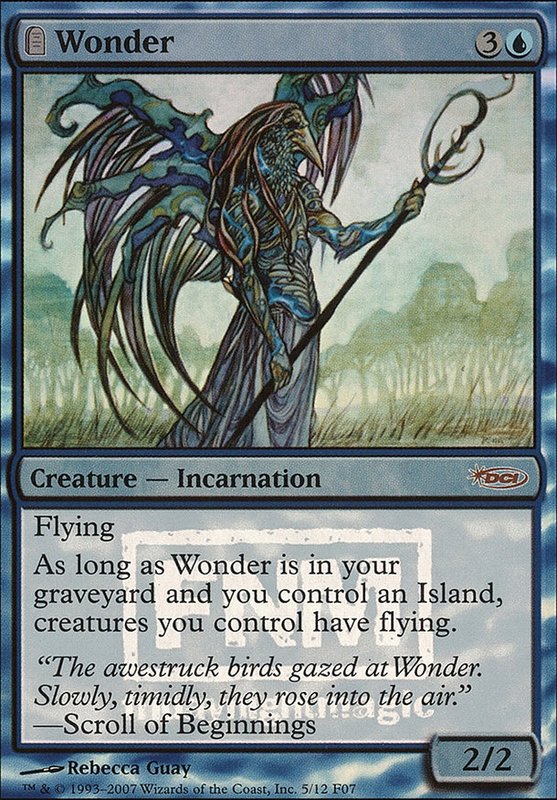 Wonder 3
Creature — Incarnation DCI
Flying
As long as Wonder is in your
graveyard and you control an Island,
creatures you control have flying.
FNM
“The awestruck birds gazed at Wonder.
Slowly, timidly, they rose into the air.”
—Scroll of Beginnings
2/2
Rebecca Guay
™ & © 1993–2007 Wizards of the Coast, Inc. 5/12 F07